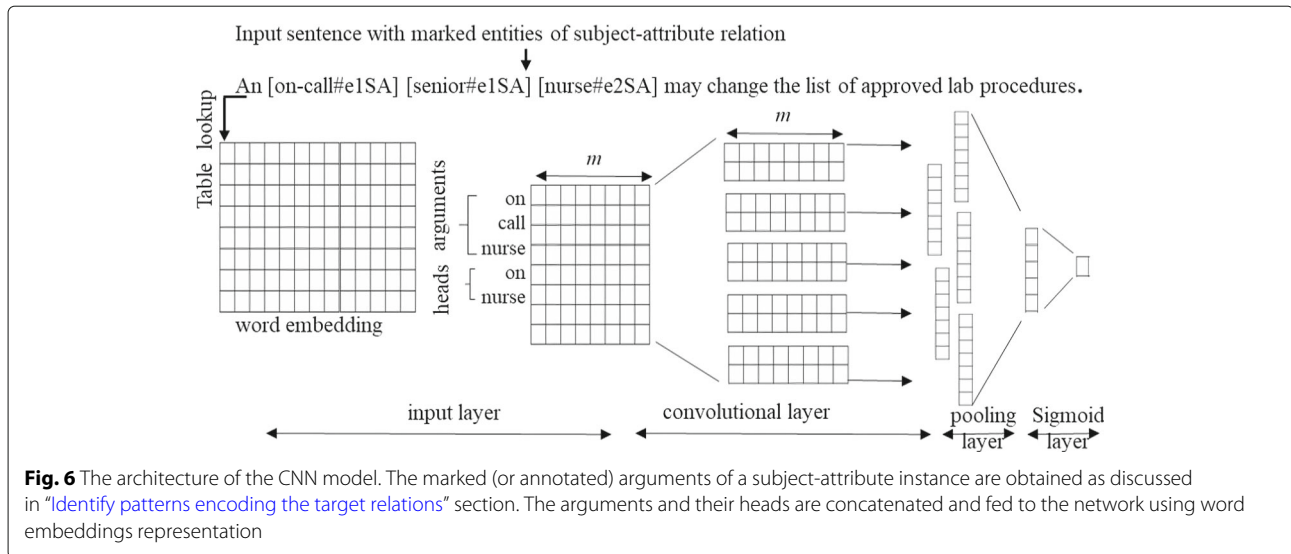 Input sentence with marked entities of subject-attribute relation
An [on-call#e1SA] [senior#e1SA] [nurse#e2SA] may change the list of approved lab procedures.
Table lookup
word embedding
arguments
heads
on
call
nurse
on
nurse
m
m
input layer
convolutional layer
pooling
layer
Sigmoid
layer
Fig. 6 The architecture of the CNN model. The marked (or annotated) arguments of a subject-attribute instance are obtained as discussed
in “Identify patterns encoding the target relations” section. The arguments and their heads are concatenated and fed to the network using word
embeddings representation